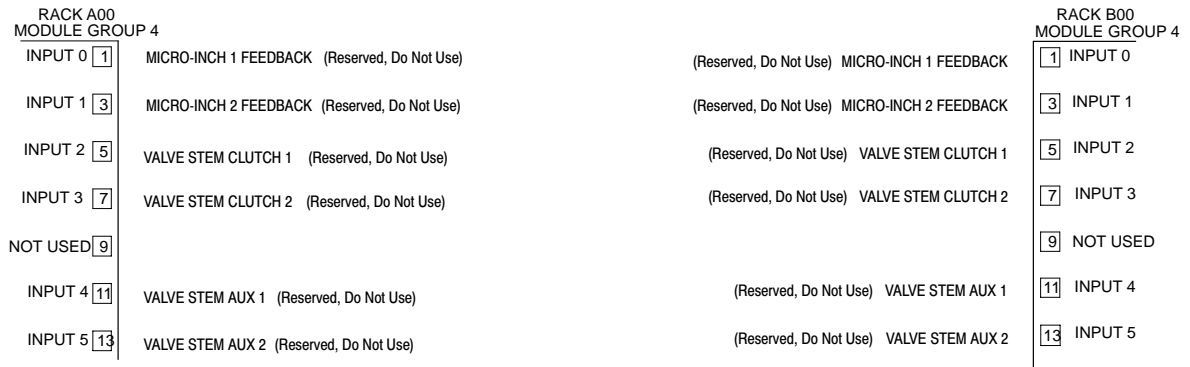 RACK A00
MODULE GROUP 4
INPUT 0 1 MICRO-INCH 1 FEEDBACK (Reserved, Do Not Use)
INPUT 1 3 MICRO-INCH 2 FEEDBACK (Reserved, Do Not Use)
INPUT 2 5 VALVE STEM CLUTCH 1 (Reserved, Do Not Use)
INPUT 3 7 VALVE STEM CLUTCH 2 (Reserved, Do Not Use)
NOT USED 9
INPUT 4 11 VALVE STEM AUX 1 (Reserved, Do Not Use)
INPUT 5 13 VALVE STEM AUX 2 (Reserved, Do Not Use)
RACK B00
MODULE GROUP 4
(Reserved, Do Not Use) MICRO-INCH 1 FEEDBACK 1 INPUT 0
(Reserved, Do Not Use) MICRO-INCH 2 FEEDBACK 3 INPUT 1
(Reserved, Do Not Use) VALVE STEM CLUTCH 1 5 INPUT 2
(Reserved, Do Not Use) VALVE STEM CLUTCH 2 7 INPUT 3
9 NOT USED
(Reserved, Do Not Use) VALVE STEM AUX 1 11 INPUT 4
(Reserved, Do Not Use) VALVE STEM AUX 2 13 INPUT 5